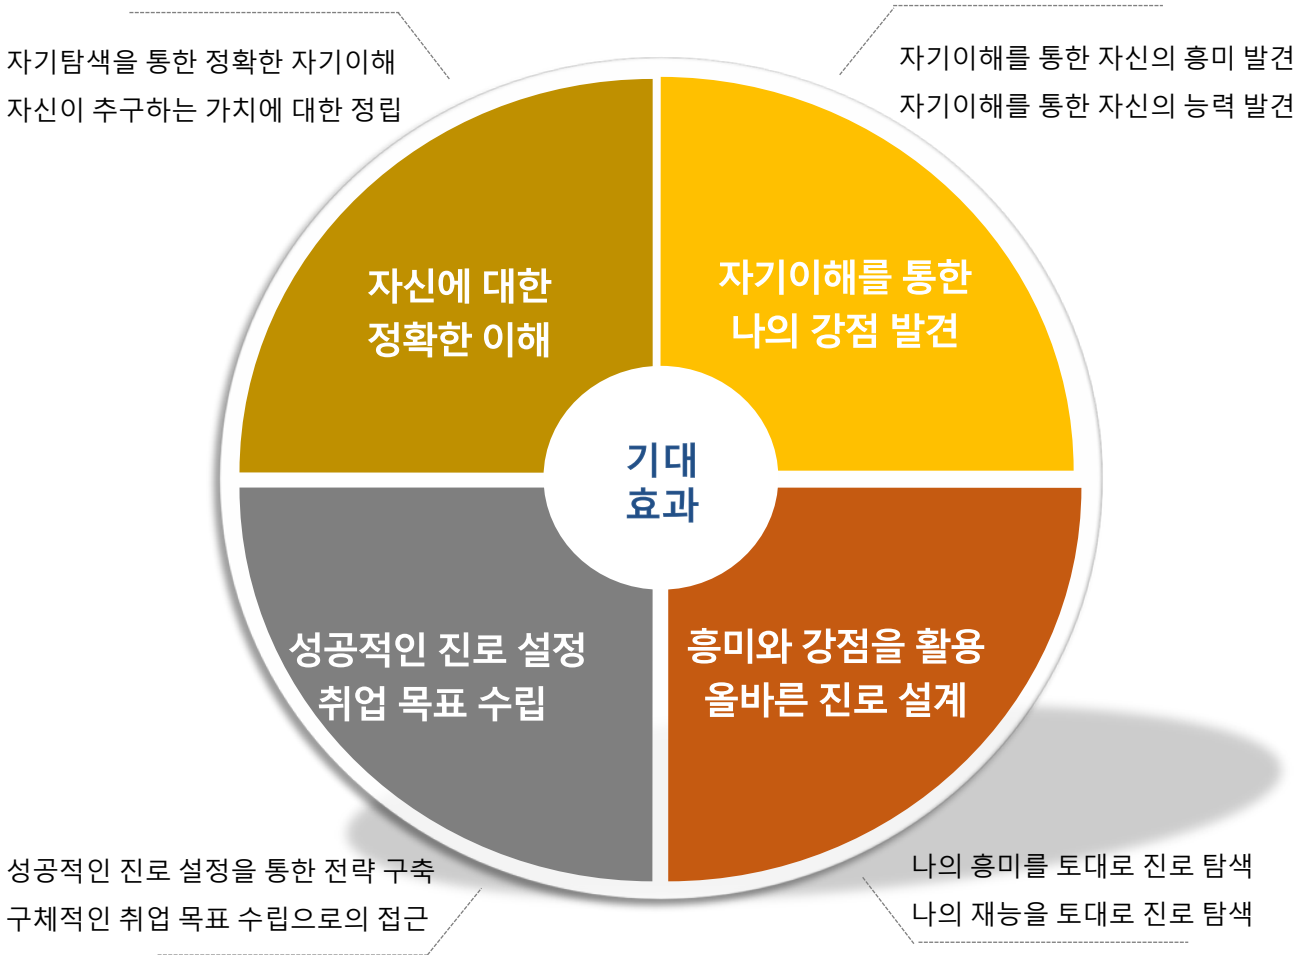 자기탐색을 통한 정확한 자기이해
자신이 추구하는 가치에 대한 정립
자기이해를 통한 자신의 흥미 발견
자기이해를 통한 자신의 능력 발견
자신에 대한
정확한 이해
자기이해를 통한
나의 강점 발견
기대
효과
성공적인 진로 설정
취업 목표 수립
흥미와 강점을 활용
올바른 진로 설계
성공적인 진로 설정을 통한 전략 구축
구체적인 취업 목표 수립으로의 접근
나의 흥미를 토대로 진로 탐색
나의 재능을 토대로 진로 탐색